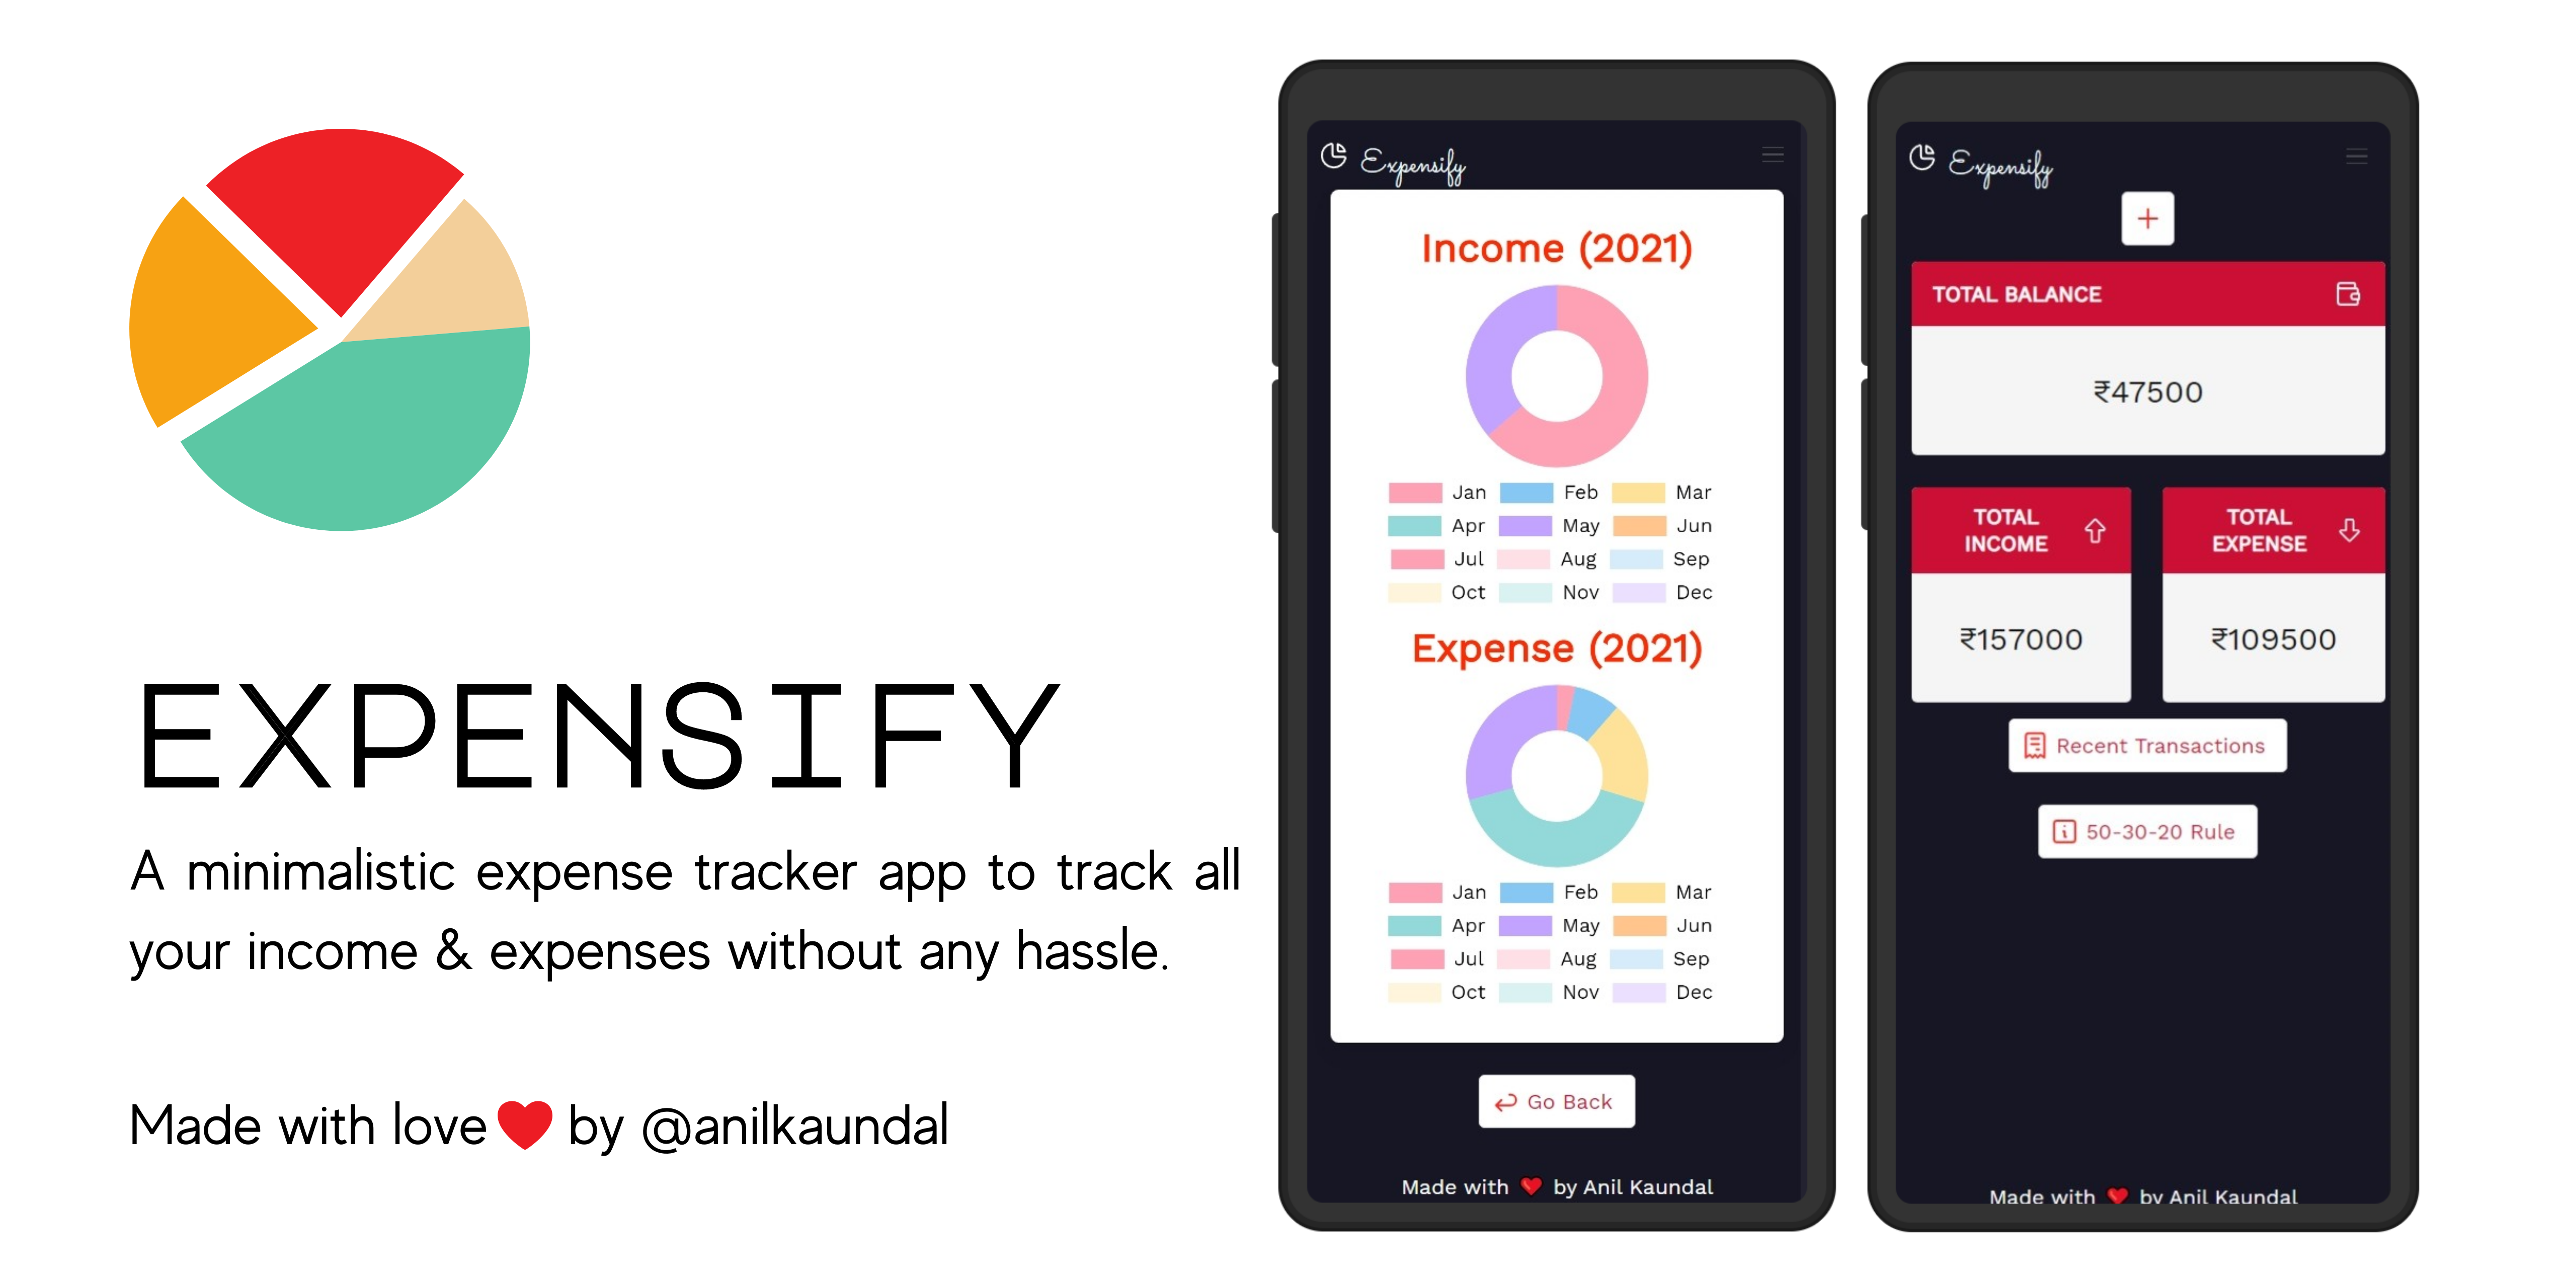 EXPENSIFY
A minimalistic expense tracker app to track all
your income & expenses without any hassle.
Made with love ❤ by @anilkaundal
Expensify
Income (2021)
Jan Feb Mar
Apr May Jun
Jul Aug Sep
Oct Nov Dec
Expense (2021)
Jan Feb Mar
Apr May Jun
Jul Aug Sep
Oct Nov Dec
Go Back
Made with ❤ by Anil Kaundal
Expensify
+
TOTAL BALANCE
₹47500
TOTAL
INCOME
₹157000
TOTAL
EXPENSE
₹109500
Recent Transactions
50-30-20 Rule
Made with ❤ by Anil Kaundal